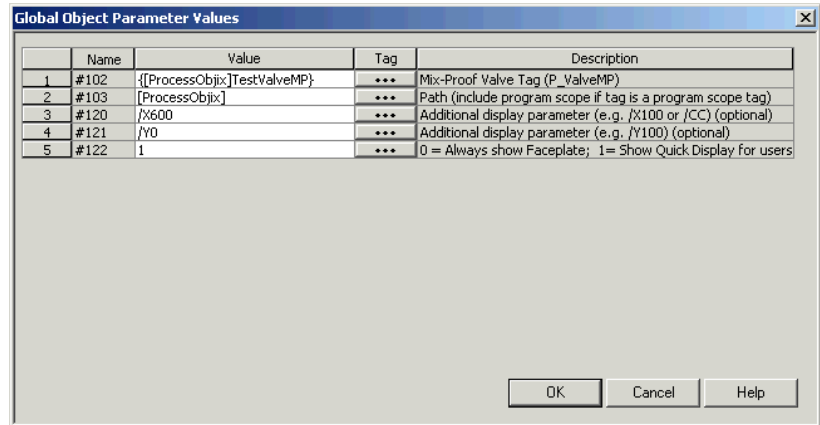 Global Object Parameter Values
Name Value Tag Description
1 #102 {[ProcessObjix]TestValveMP} ••• Mix-Proof Valve Tag (P_ValveMP)
2 #103 [ProcessObjix] ••• Path (include program scope if tag is a program scope tag)
3 #120 /X600 ••• Additional display parameter (e.g. /X100 or /CC) (optional)
4 #121 /Y0 ••• Additional display parameter (e.g. /Y100) (optional)
5 #122 1 ••• 0 = Always show Faceplate; 1= Show Quick Display for users
OK Cancel Help